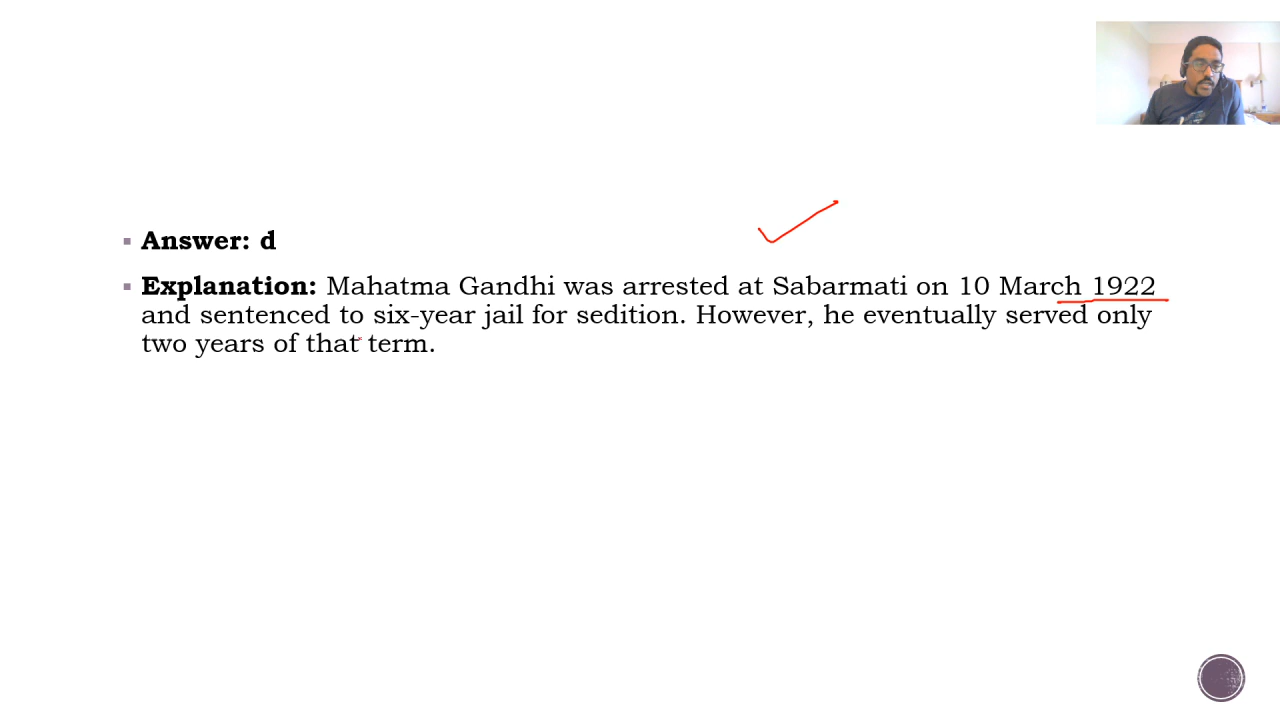 Answer: d
Explanation: Mahatma Gandhi was arrested at Sabarmati on 10 March 1922
and sentenced to six-year jail for sedition. However, he eventually served only
two years of that term.